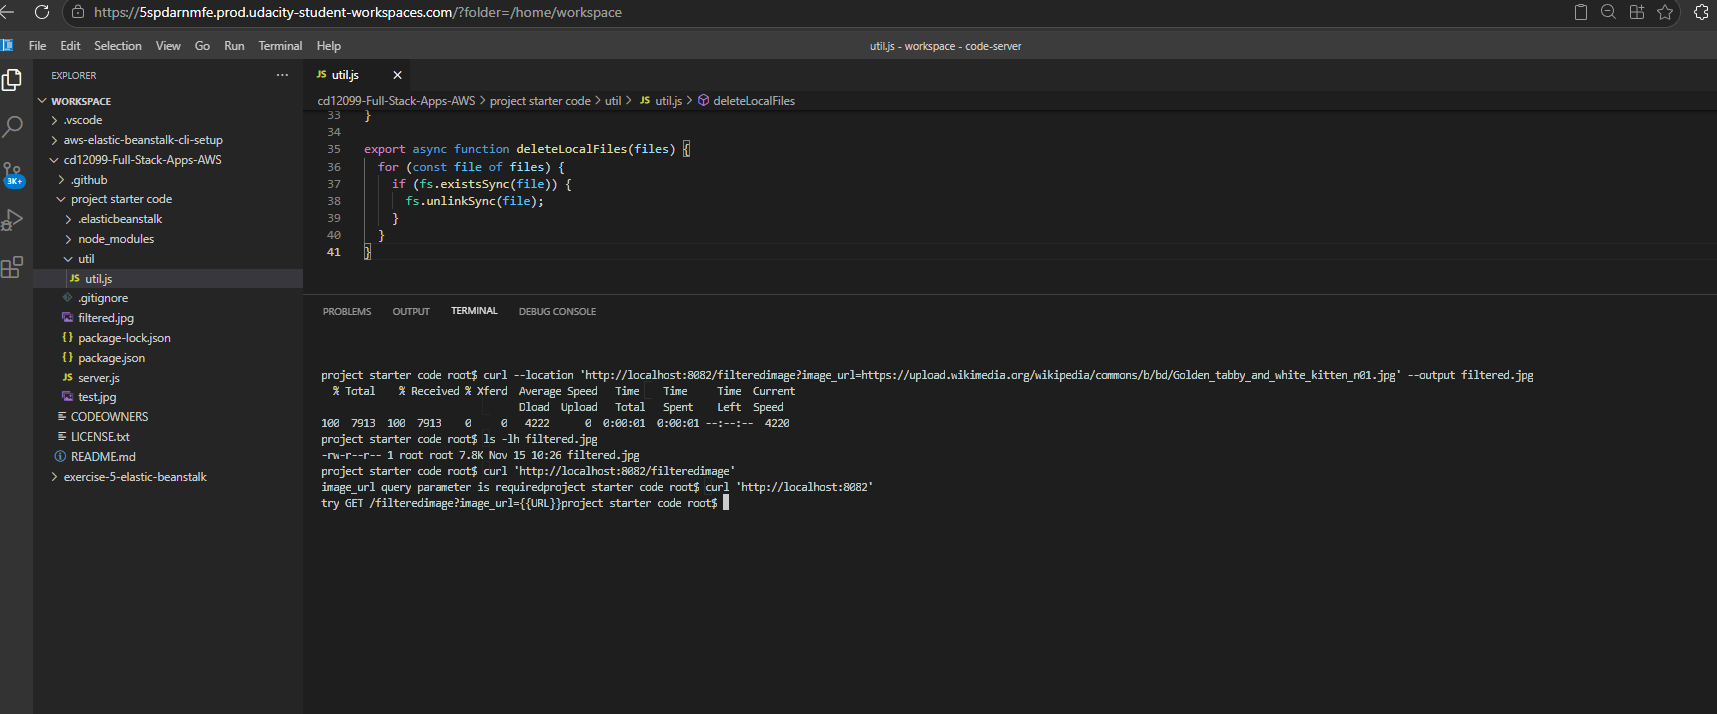 https://5spdarnmfe.prod.udacity-student-workspaces.com/?folder=/home/workspace
File Edit Selection View Go Run Terminal Help
util.js - workspace - code-server
EXPLORER
WORKSPACE
.vscode
aws-elastic-beanstalk-cli-setup
cd12099-Full-Stack-Apps-AWS
.github
project starter code
.elasticbeanstalk
node_modules
util
JS util.js
.gitignore
filtered.jpg
{} package-lock.json
{} package.json
JS server.js
test.jpg
CODEOWNERS
LICENSE.txt
README.md
exercise-5-elastic-beanstalk
3K+
JS util.js
cd12099-Full-Stack-Apps-AWS > project starter code > util > JS util.js > deleteLocalFiles
33 }
34
35 export async function deleteLocalFiles(files) {
36 for (const file of files) {
37 if (fs.existsSync(file)) {
38 fs.unlinkSync(file);
39 }
40 }
41 }
PROBLEMS OUTPUT TERMINAL DEBUG CONSOLE
project starter code root$ curl --location 'http://localhost:8082/filteredimage?image_url=https://upload.wikimedia.org/wikipedia/commons/b/bd/Golden_tabby_and_white_kitten_n01.jpg' --output filtered.jpg
% Total % Received % Xferd Average Speed Time Time Time Current
Dload Upload Total Spent Left Speed
100 7913 100 7913 0 0 4222 0 0:00:01 0:00:01 --:--:-- 4220
project starter code root$ ls -lh filtered.jpg
-rw-r--r-- 1 root root 7.8K Nov 15 10:26 filtered.jpg
project starter code root$ curl 'http://localhost:8082/filteredimage'
image_url query parameter is requiredproject starter code root$ curl 'http://localhost:8082'
try GET /filteredimage?image_url={{URL}}project starter code root$